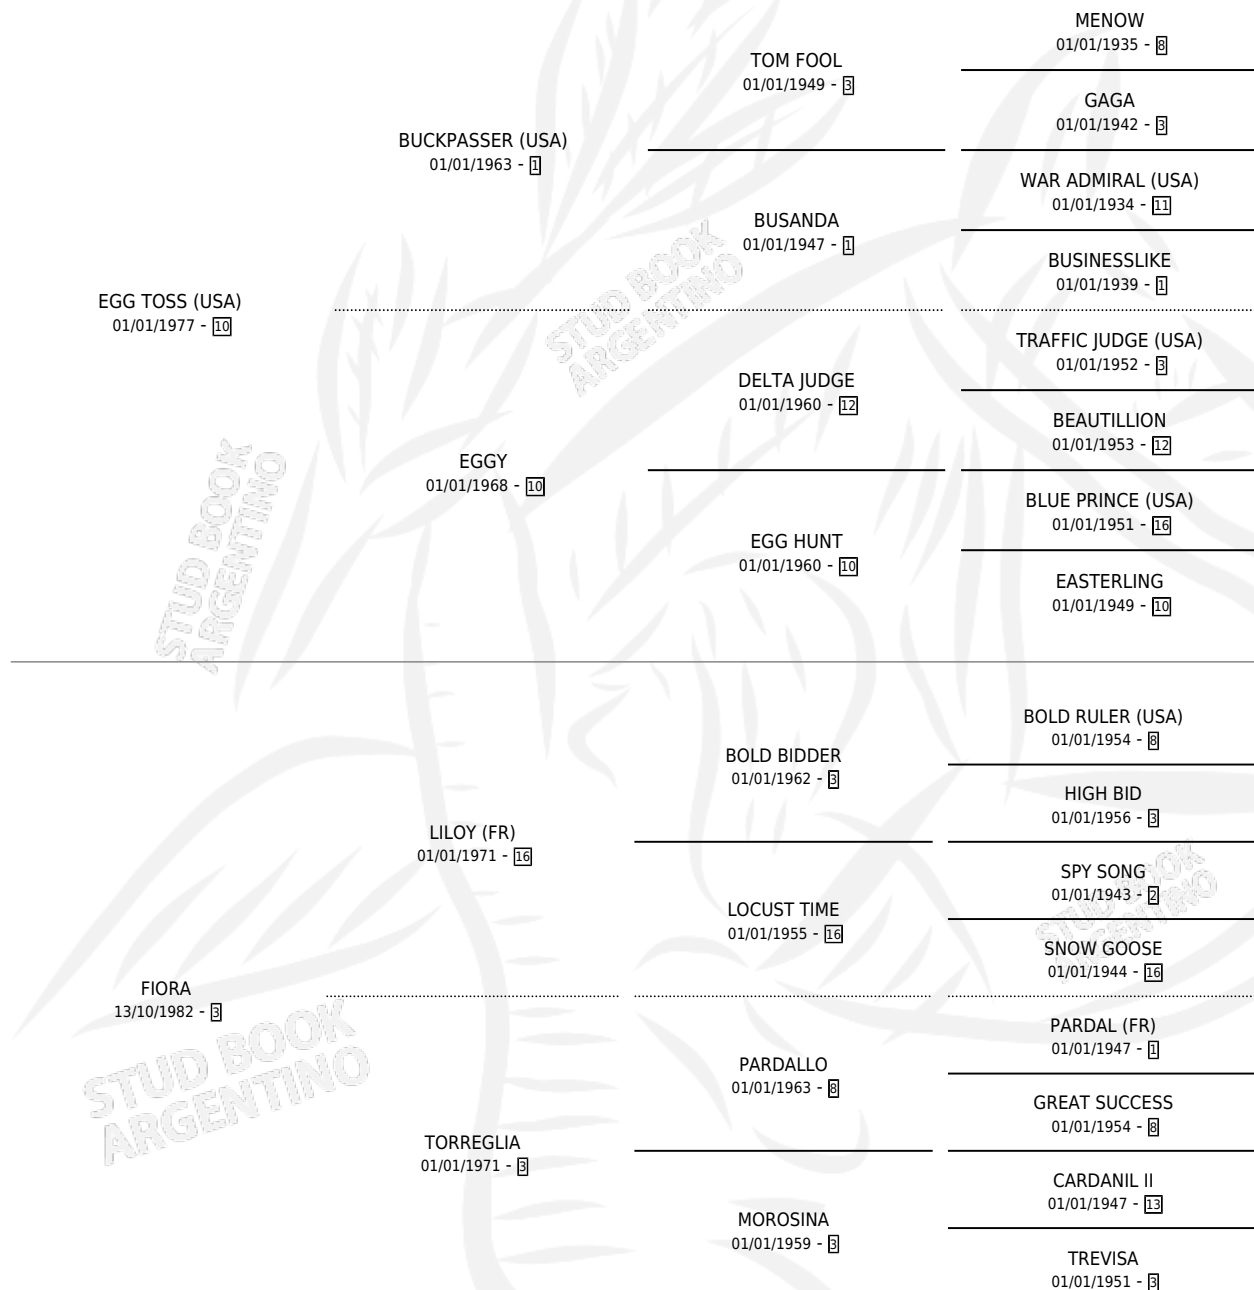 MENOW
01/01/1935 - 8
TOM FOOL
01/01/1949 - 3
GAGA
01/01/1942 - 3
BUCKPASSER (USA)
01/01/1963 - 1
WAR ADMIRAL (USA)
01/01/1934 - 11
BUSANDA
01/01/1947 - 1
BUSINESSLIKE
01/01/1939 - 1
EGG TOSS (USA)
01/01/1977 - 10
TRAFFIC JUDGE (USA)
01/01/1952 - 3
DELTA JUDGE
01/01/1960 - 12
BEAUTILLION
01/01/1953 - 12
EGGY
01/01/1968 - 10
BLUE PRINCE (USA)
01/01/1951 - 16
EGG HUNT
01/01/1960 - 10
EASTERLING
01/01/1949 - 10
BOLD RULER (USA)
01/01/1954 - 8
BOLD BIDDER
01/01/1962 - 3
HIGH BID
01/01/1956 - 3
LILOY (FR)
01/01/1971 - 16
SPY SONG
01/01/1943 - 2
LOCUST TIME
01/01/1955 - 16
SNOW GOOSE
01/01/1944 - 16
FIORA
13/10/1982 - 3
PARDAL (FR)
01/01/1947 - 1
PARDALLO
01/01/1963 - 8
GREAT SUCCESS
01/01/1954 - 8
TORREGLIA
01/01/1971 - 3
CARDANIL II
01/01/1947 - 13
MOROSINA
01/01/1959 - 3
TREVISA
01/01/1951 - 3
STUD BOOK
ARGENTINO
STUD BOOK
ARGENTINO
STUD BOOK
ARGENTINO
STUD BOOK
ARGENTINO